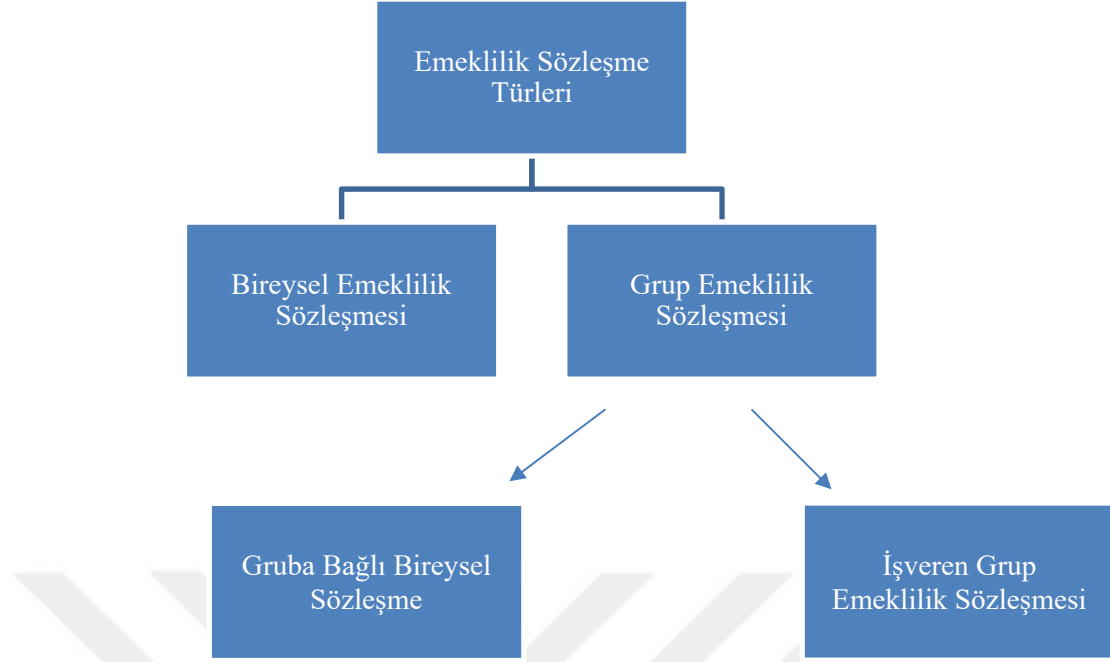 Emeklilik Sözleşme
Türleri
Bireysel Emeklilik
Sözleşmesi
Grup Emeklilik
Sözleşmesi
Gruba Bağlı Bireysel
Sözleşme
İşveren Grup
Emeklilik Sözleşmesi